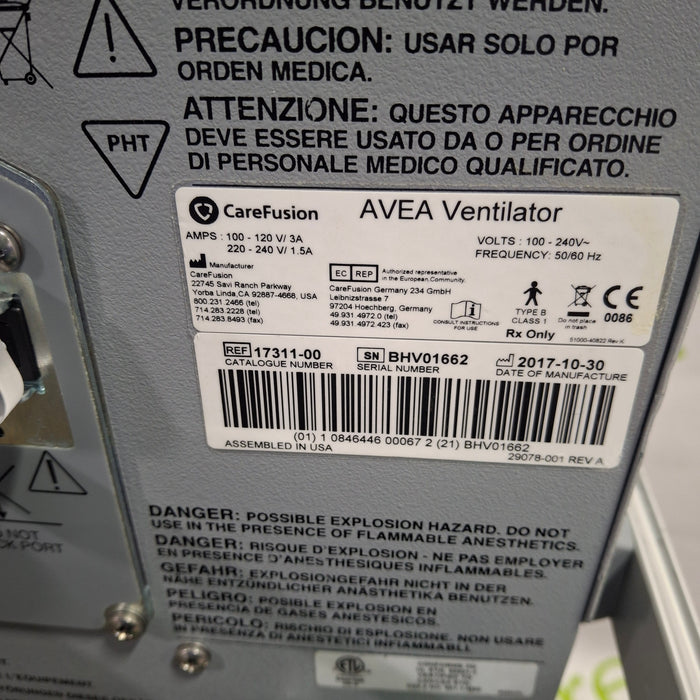 VERORDNUNG BENUTZT WERDEN.
PRECAUCION: USAR SOLO POR
ORDEN MEDICA.
ATTENZIONE: QUESTO APPARECCHIO
DEVE ESSERE USATO DA O PER ORDINE
DI PERSONALE MEDICO QUALIFICATO.
PHT
CareFusion
AVEA Ventilator
AMPS : 100 - 120 V/ 3A
220 - 240 V/ 1.5A
VOLTS : 100 - 240V~
FREQUENCY: 50/60 Hz
Manufacturer
CareFusion
22745 Savi Ranch Parkway
Yorba Linda,CA 92887-4668, USA
800.231.2466 (tel)
714.283.2228 (tel)
714.283.8493 (fax)
EC REP
Authorized representative
in the European Community.
CareFusion Germany 234 GmbH
Leibnizstrasse 7
97204 Hoechberg, Germany
49.931 4972.0 (tel)
49.931 4972.423 (fax)
CONSULT INSTRUCTIONS
FOR USE
TYPE B
CLASS 1
Rx Only
Do not place
in trash
CE
0086
51000-40822 Rev K
REF 17311-00
CATALOGUE NUMBER
SN BHV01662
SERIAL NUMBER
2017-10-30
DATE OF MANUFACTURE
(01) 1 0846446 00067 2 (21) BHV01662
ASSEMBLED IN USA
29078-001 REV A
DANGER: POSSIBLE EXPLOSION HAZARD. DO NOT
USE IN THE PRESENCE OF FLAMMABLE ANESTHETICS.
DANGER: RISQUE D'EXPLOSION - NE PAS EMPLOYER
EN PRESENCE D'ANESTHESIQUES INFLAMMABLES.
GEFAHR: EXPLOSIONGEFAHR NICHT IN DER
NÄHE ENTZÜNDLICHER ANÄSTHETIKA BENUTZEN.
PELIGRO: POSIBLE EXPLOSION EN
PRESENCIA DE GASES ANESTESICOS.
PERICOLO: RISCHIO DI ESPLOSIONE. NON USARE
IN PRESENZA DI ANESTETICI INFIAMMABILI.
NOT
PORT
L'EQUIPEMENT
ETL